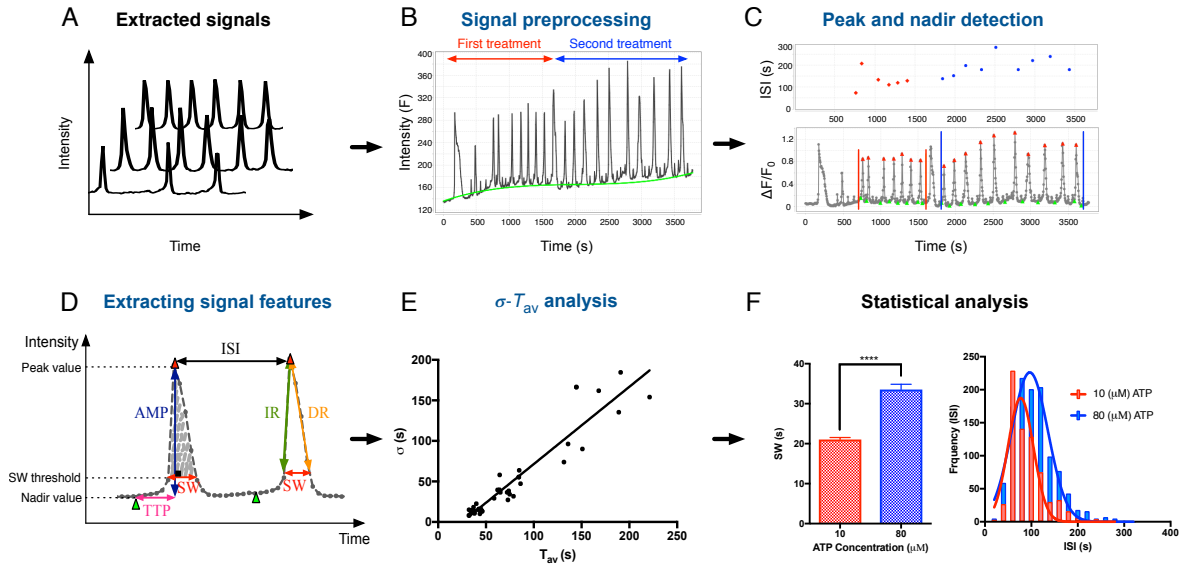 A
Extracted signals
Intensity
Time
B
Signal preprocessing
First treatment
Second treatment
Intensity (F)
400
360
320
280
240
200
160
120
0 500 1000 1500 2000 2500 3000 3500
Time (s)
C
Peak and nadir detection
ISI (s)
300
200
100
0
500 1000 1500 2000 2500 3000 3500
ΔF/F0
1.2
0.8
0.4
0
0 500 1000 1500 2000 2500 3000 3500
Time (s)
D
Extracting signal features
Intensity
Peak value
ISI
AMP
IR
DR
SW threshold
SW
SW
Nadir value
TTP
Time
E
σ-Tav analysis
σ (s)
200
150
100
50
0
0 50 100 150 200 250
Tav (s)
F
Statistical analysis
SW (s)
50
40
30
20
10
0
****
10 80
ATP Concentration (μM)
Frquency (ISI)
250
200
150
100
50
0
10 (μM) ATP
80 (μM) ATP
0 100 200 300 400
ISI (s)